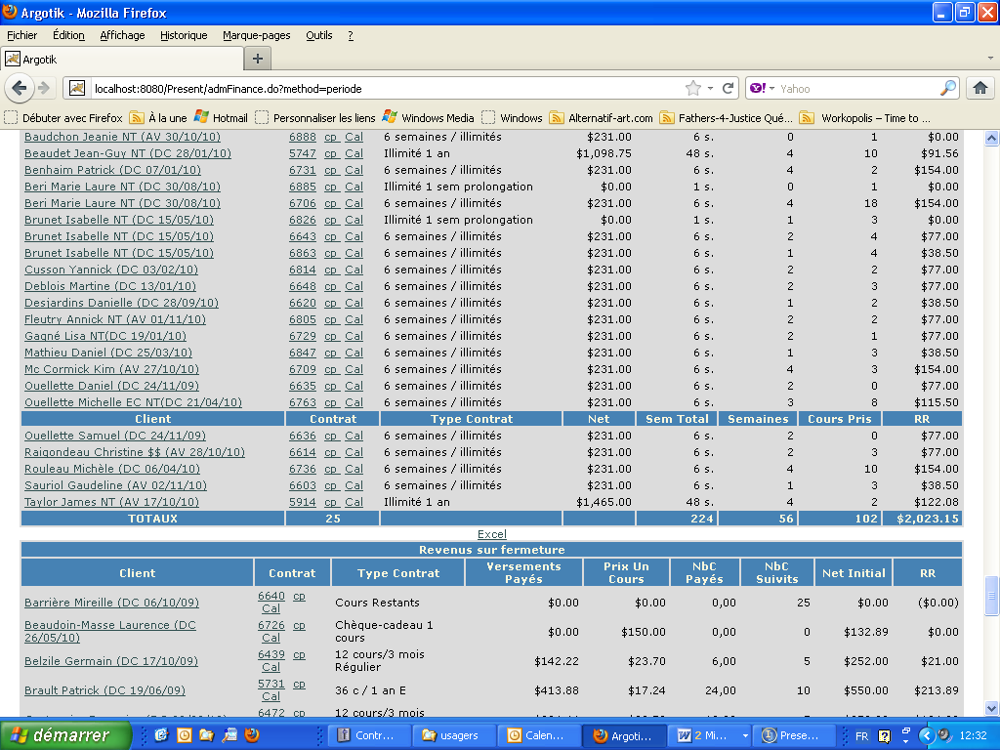 Argotik - Mozilla Firefox
Fichier Édition Affichage Historique Marque-pages Outils ?
Argotik
localhost:8080/Present/admFinance.do?method=periode Yahoo
Débuter avec Firefox À la une Hotmail Personnaliser les liens Windows Media Windows Alternatif-art.com Fathers-4-Justice Qué... Workopolis – Time to ...
Baudchon Jeanie NT (AV 30/10/10) 6888 cp Cal 6 semaines / illimités $231.00 6 s. 0 1 $0.00
Beaudet Jean-Guy NT (DC 28/01/10) 5747 cp Cal Illimité 1 an $1,098.75 48 s. 4 10 $91.56
Benhaim Patrick (DC 07/01/10) 6731 cp Cal 6 semaines / illimités $231.00 6 s. 4 2 $154.00
Beri Marie Laure NT (DC 30/08/10) 6885 cp Cal Illimité 1 sem prolongation $0.00 1 s. 0 1 $0.00
Beri Marie Laure NT (DC 30/08/10) 6706 cp Cal 6 semaines / illimités $231.00 6 s. 4 18 $154.00
Brunet Isabelle NT (DC 15/05/10) 6826 cp Cal Illimité 1 sem prolongation $0.00 1 s. 1 3 $0.00
Brunet Isabelle NT (DC 15/05/10) 6643 cp Cal 6 semaines / illimités $231.00 6 s. 2 4 $77.00
Brunet Isabelle NT (DC 15/05/10) 6863 cp Cal 6 semaines / illimités $231.00 6 s. 1 4 $38.50
Cusson Yannick (DC 03/02/10) 6814 cp Cal 6 semaines / illimités $231.00 6 s. 2 2 $77.00
Deblois Martine (DC 13/01/10) 6648 cp Cal 6 semaines / illimités $231.00 6 s. 2 3 $77.00
Desjardins Danielle (DC 28/09/10) 6620 cp Cal 6 semaines / illimités $231.00 6 s. 1 2 $38.50
Fleutry Annick NT (AV 01/11/10) 6805 cp Cal 6 semaines / illimités $231.00 6 s. 2 2 $77.00
Gagné Lisa NT(DC 19/01/10) 6729 cp Cal 6 semaines / illimités $231.00 6 s. 2 1 $77.00
Mathieu Daniel (DC 25/03/10) 6847 cp Cal 6 semaines / illimités $231.00 6 s. 1 3 $38.50
Mc Cormick Kim (AV 27/10/10) 6709 cp Cal 6 semaines / illimités $231.00 6 s. 4 3 $154.00
Ouellette Daniel (DC 24/11/09) 6635 cp Cal 6 semaines / illimités $231.00 6 s. 2 0 $77.00
Ouellette Michelle EC NT(DC 21/04/10) 6763 cp Cal 6 semaines / illimités $231.00 6 s. 3 8 $115.50
Client Contrat Type Contrat Net Sem Total Semaines Cours Pris RR
Ouellette Samuel (DC 24/11/09) 6636 cp Cal 6 semaines / illimités $231.00 6 s. 2 0 $77.00
Raigondeau Christine $$ (AV 28/10/10) 6614 cp Cal 6 semaines / illimités $231.00 6 s. 2 3 $77.00
Rouleau Michèle (DC 06/04/10) 6736 cp Cal 6 semaines / illimités $231.00 6 s. 4 10 $154.00
Sauriol Gaudeline (AV 02/11/10) 6603 cp Cal 6 semaines / illimités $231.00 6 s. 1 3 $38.50
Taylor James NT (AV 17/10/10) 5914 cp Cal Illimité 1 an $1,465.00 48 s. 4 2 $122.08
TOTAUX 25 224 56 102 $2,023.15
Excel
Revenus sur fermeture
Client Contrat Type Contrat Versements Payés Prix Un Cours NbC Payés NbC Suivits Net Initial RR
Barrière Mireille (DC 06/10/09) 6640 cp Cal Cours Restants $0.00 $0.00 0,00 25 $0.00 ($0.00)
Beaudoin-Masse Laurence (DC 26/05/10) 6726 cp Cal Chèque-cadeau 1 cours $0.00 $150.00 0,00 0 $132.89 $0.00
Belzile Germain (DC 17/10/09) 6439 cp Cal 12 cours/3 mois Régulier $142.22 $23.70 6,00 5 $252.00 $21.00
Brault Patrick (DC 19/06/09) 5731 cp Cal 36 c / 1 an E $413.88 $17.24 24,00 10 $550.00 $213.89
6472 cp 12 cours/3 mois
démarrer Contr... usagers Calen... Argoti... 2 Mi... Prese... FR 12:32